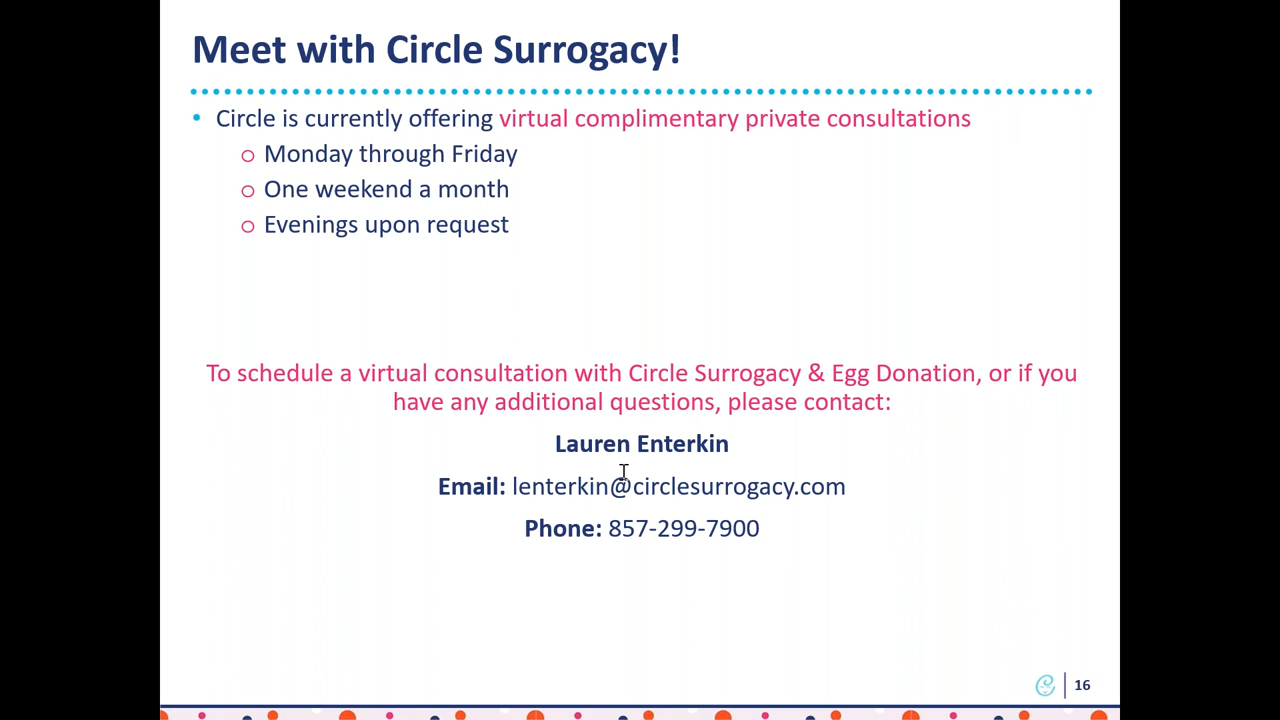 Meet with Circle Surrogacy!
• Circle is currently offering virtual complimentary private consultations
o Monday through Friday
o One weekend a month
o Evenings upon request
To schedule a virtual consultation with Circle Surrogacy & Egg Donation, or if you
have any additional questions, please contact:
Lauren Enterkin
Email: lenterkin@circlesurrogacy.com
Phone: 857-299-7900
16